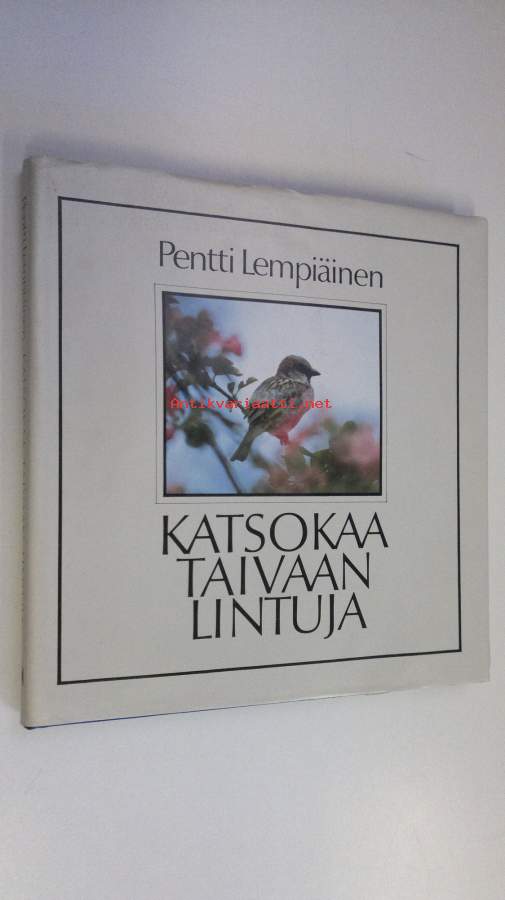 Pentti Lempiäinen
Antikvariaatti.net
KATSOKAA
TAIVAAN
LINTUJA